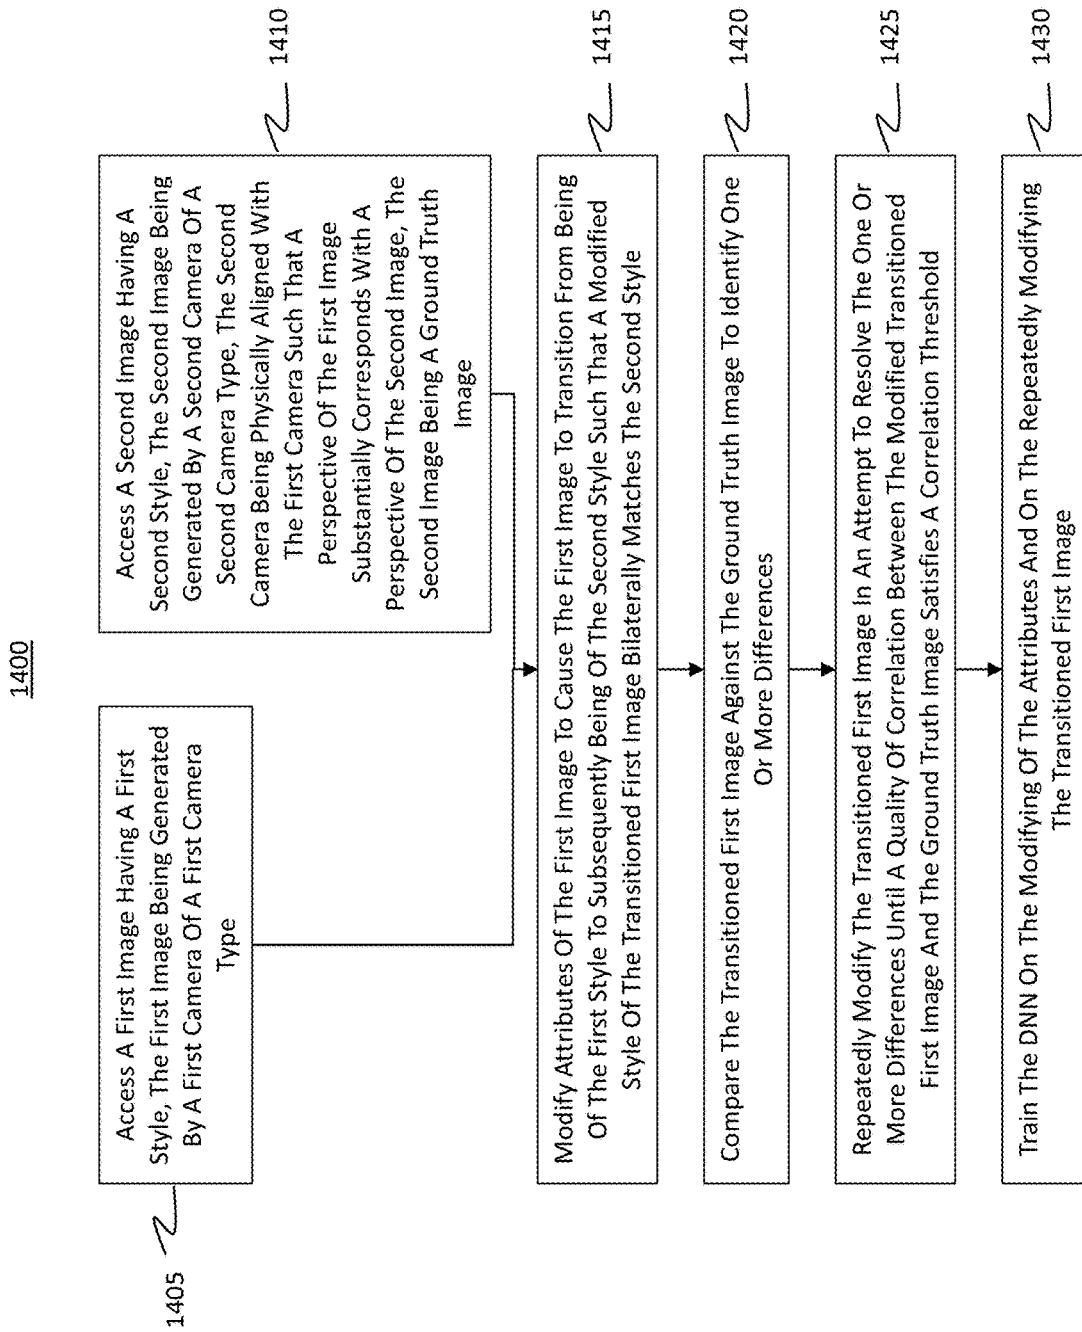 1400
1405
Access A First Image Having A First
Style, The First Image Being Generated
By A First Camera Of A First Camera
Type
Access A Second Image Having A
Second Style, The Second Image Being
Generated By A Second Camera Of A
Second Camera Type, The Second
Camera Being Physically Aligned With
The First Camera Such That A
Perspective Of The First Image
Substantially Corresponds With A
Perspective Of The Second Image, The
Second Image Being A Ground Truth
Image
1410
Modify Attributes Of The First Image To Cause The First Image To Transition From Being
Of The First Style To Subsequently Being Of The Second Style Such That A Modified
Style Of The Transitioned First Image Bilaterally Matches The Second Style
1415
Compare The Transitioned First Image Against The Ground Truth Image To Identify One
Or More Differences
1420
Repeatedly Modify The Transitioned First Image In An Attempt To Resolve The One Or
More Differences Until A Quality Of Correlation Between The Modified Transitioned
First Image And The Ground Truth Image Satisfies A Correlation Threshold
1425
Train The DNN On The Modifying Of The Attributes And On The Repeatedly Modifying
The Transitioned First Image
1430